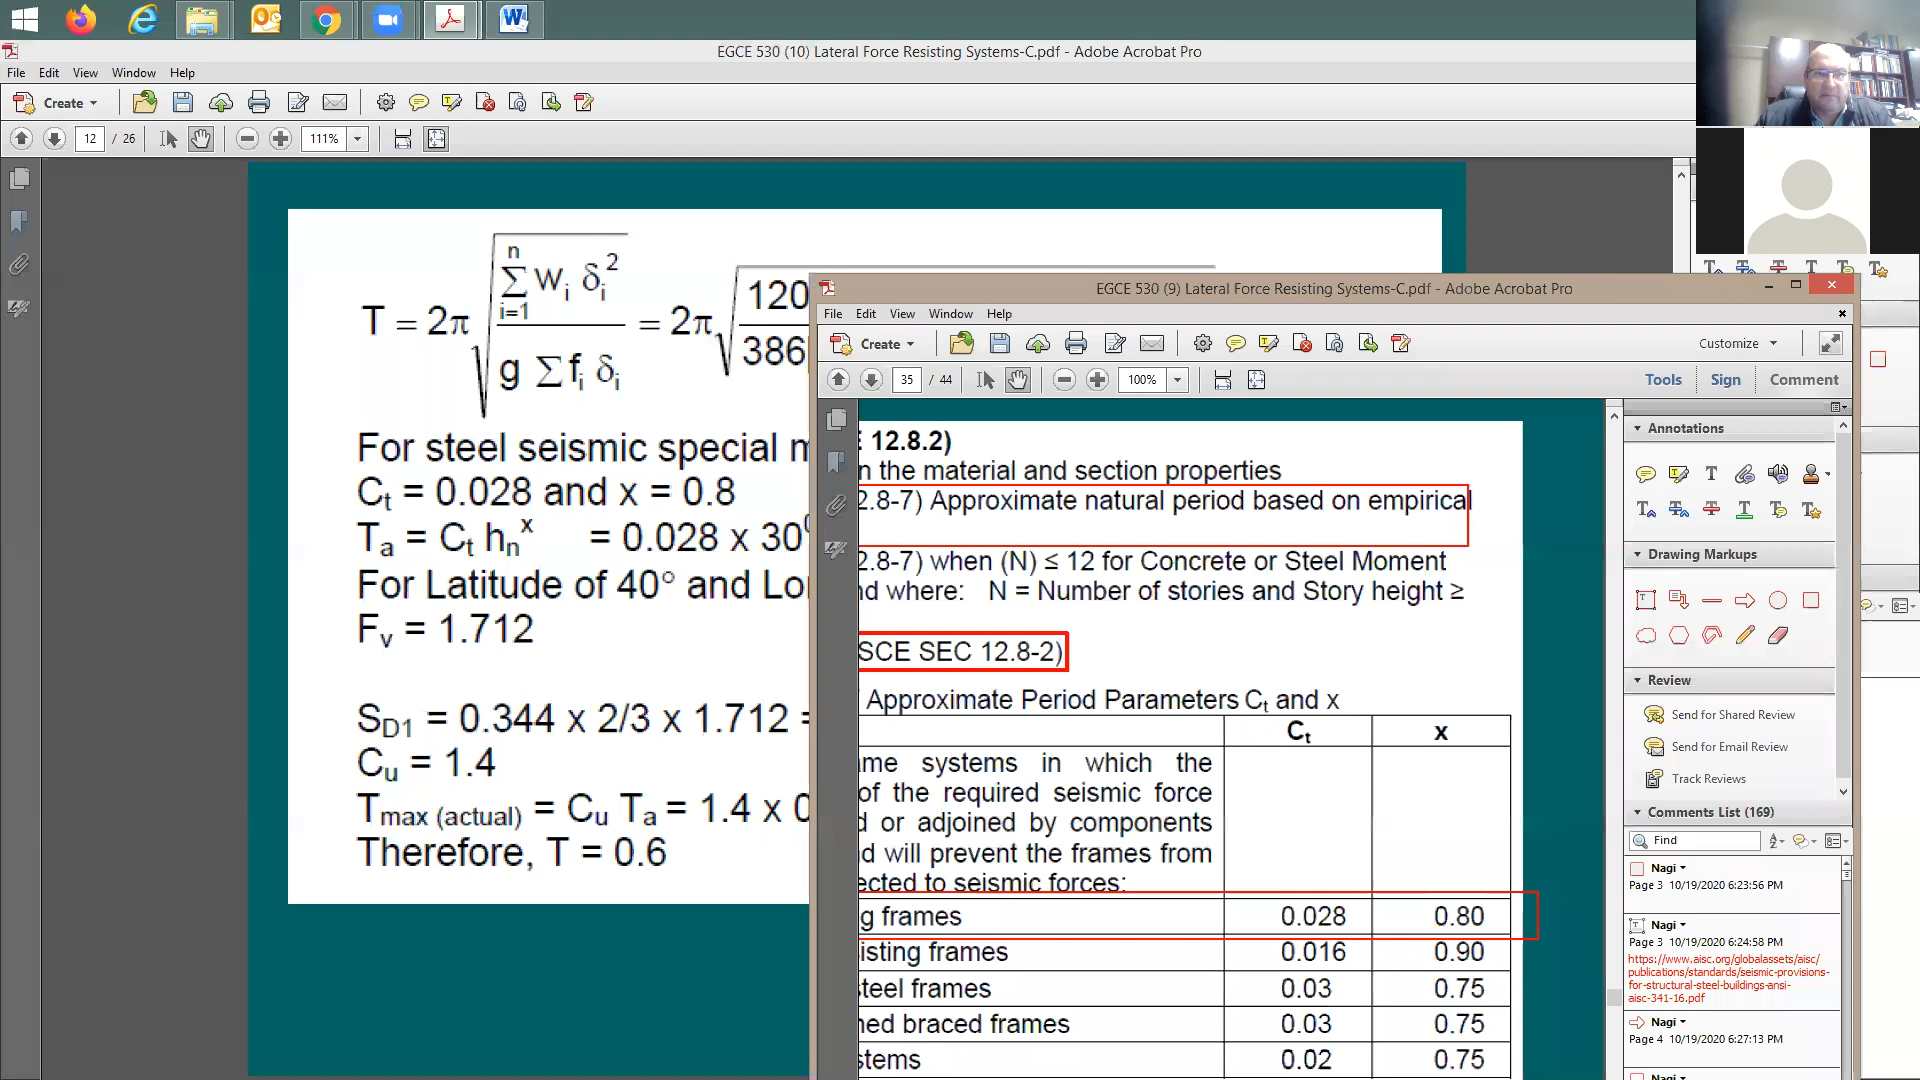 EGCE 530 (10) Lateral Force Resisting Systems-C.pdf - Adobe Acrobat Pro
File Edit View Window Help
Create
12 / 26 111%
T = 2π √ n Σ i=1 wi δi² / g Σ fi δi = 2π √ 120 / 386
For steel seismic special m
Ct = 0.028 and x = 0.8
Ta = Ct hn^x = 0.028 x 30
For Latitude of 40° and Lo
Fv = 1.712
SD1 = 0.344 x 2/3 x 1.712 =
Cu = 1.4
Tmax (actual) = Cu Ta = 1.4 x 0
Therefore, T = 0.6
EGCE 530 (9) Lateral Force Resisting Systems-C.pdf - Adobe Acrobat Pro
File Edit View Window Help
Create
Customize
35 / 44 100%
Tools Sign Comment
E 12.8.2)
n the material and section properties
2.8-7) Approximate natural period based on empirical
2.8-7) when (N) ≤ 12 for Concrete or Steel Moment
nd where: N = Number of stories and Story height ≥
SCE SEC 12.8-2)
Approximate Period Parameters Ct and x
Ct x
ame systems in which the
of the required seismic force
d or adjoined by components
nd will prevent the frames from
ected to seismic forces:
g frames 0.028 0.80
isting frames 0.016 0.90
steel frames 0.03 0.75
ned braced frames 0.03 0.75
stems 0.02 0.75
Annotations
Drawing Markups
Review
Send for Shared Review
Send for Email Review
Track Reviews
Comments List (169)
Find
Nagi
Page 3 10/19/2020 6:23:56 PM
Nagi
Page 3 10/19/2020 6:24:58 PM
https://www.aisc.org/globalassets/aisc/
publications/standards/seismic-provisions-
for-structural-steel-buildings-ansi-
aisc-341-16.pdf
Nagi
Page 4 10/19/2020 6:27:13 PM
Nagi